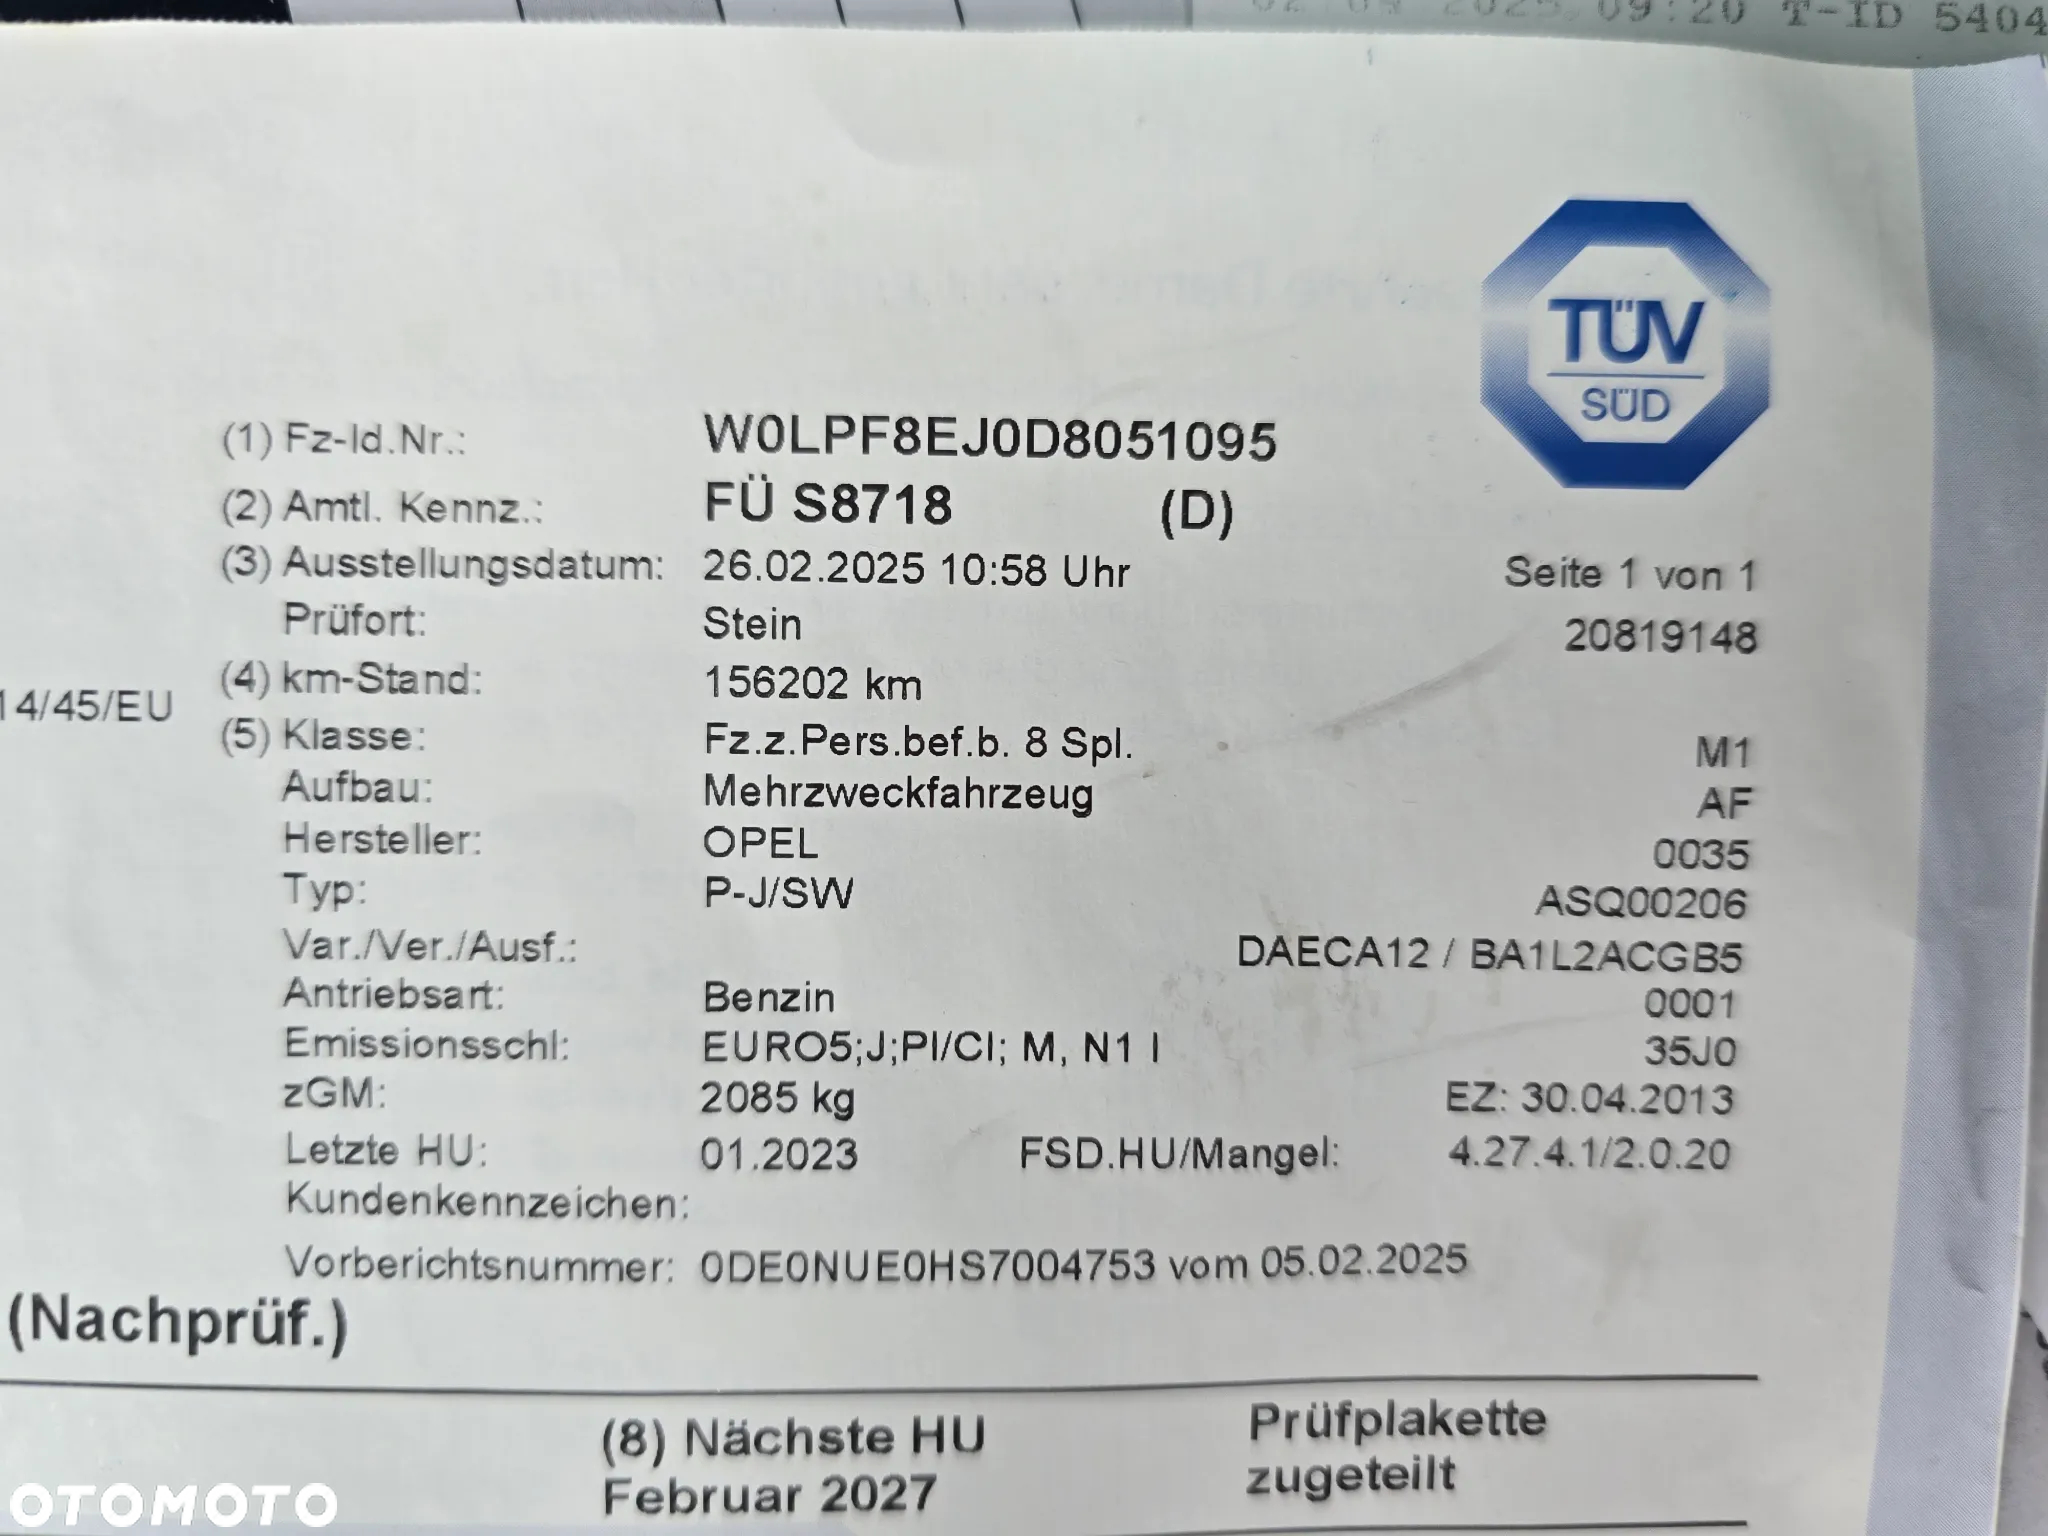 09:20 T-ID 5404
TÜV
SÜD
(1) Fz-Id.Nr.: W0LPF8EJ0D8051095
(2) Amtl. Kennz.: FÜ S8718 (D)
(3) Ausstellungsdatum: 26.02.2025 10:58 Uhr Seite 1 von 1
Prüfort: Stein 20819148
(4) km-Stand: 156202 km
14/45/EU
(5) Klasse: Fz.z.Pers.bef.b. 8 Spl. M1
Aufbau: Mehrzweckfahrzeug AF
Hersteller: OPEL 0035
Typ: P-J/SW ASQ00206
Var./Ver./Ausf.: DAECA12 / BA1L2ACGB5
Antriebsart: Benzin 0001
Emissionsschl: EURO5;J;PI/CI; M, N1 I 35J0
zGM: 2085 kg EZ: 30.04.2013
Letzte HU: 01.2023 FSD.HU/Mangel: 4.27.4.1/2.0.20
Kundenkennzeichen:
Vorberichtsnummer: 0DE0NUE0HS7004753 vom 05.02.2025
(Nachprüf.)
(8) Nächste HU Prüfplakette
Februar 2027 zugeteilt
OTOMOTO